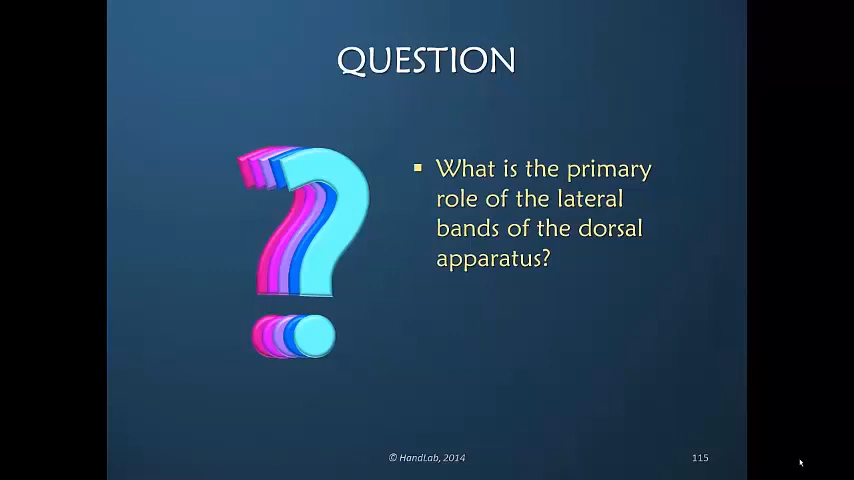 QUESTION
▪ What is the primary
role of the lateral
bands of the dorsal
apparatus?
© HandLab, 2014
115